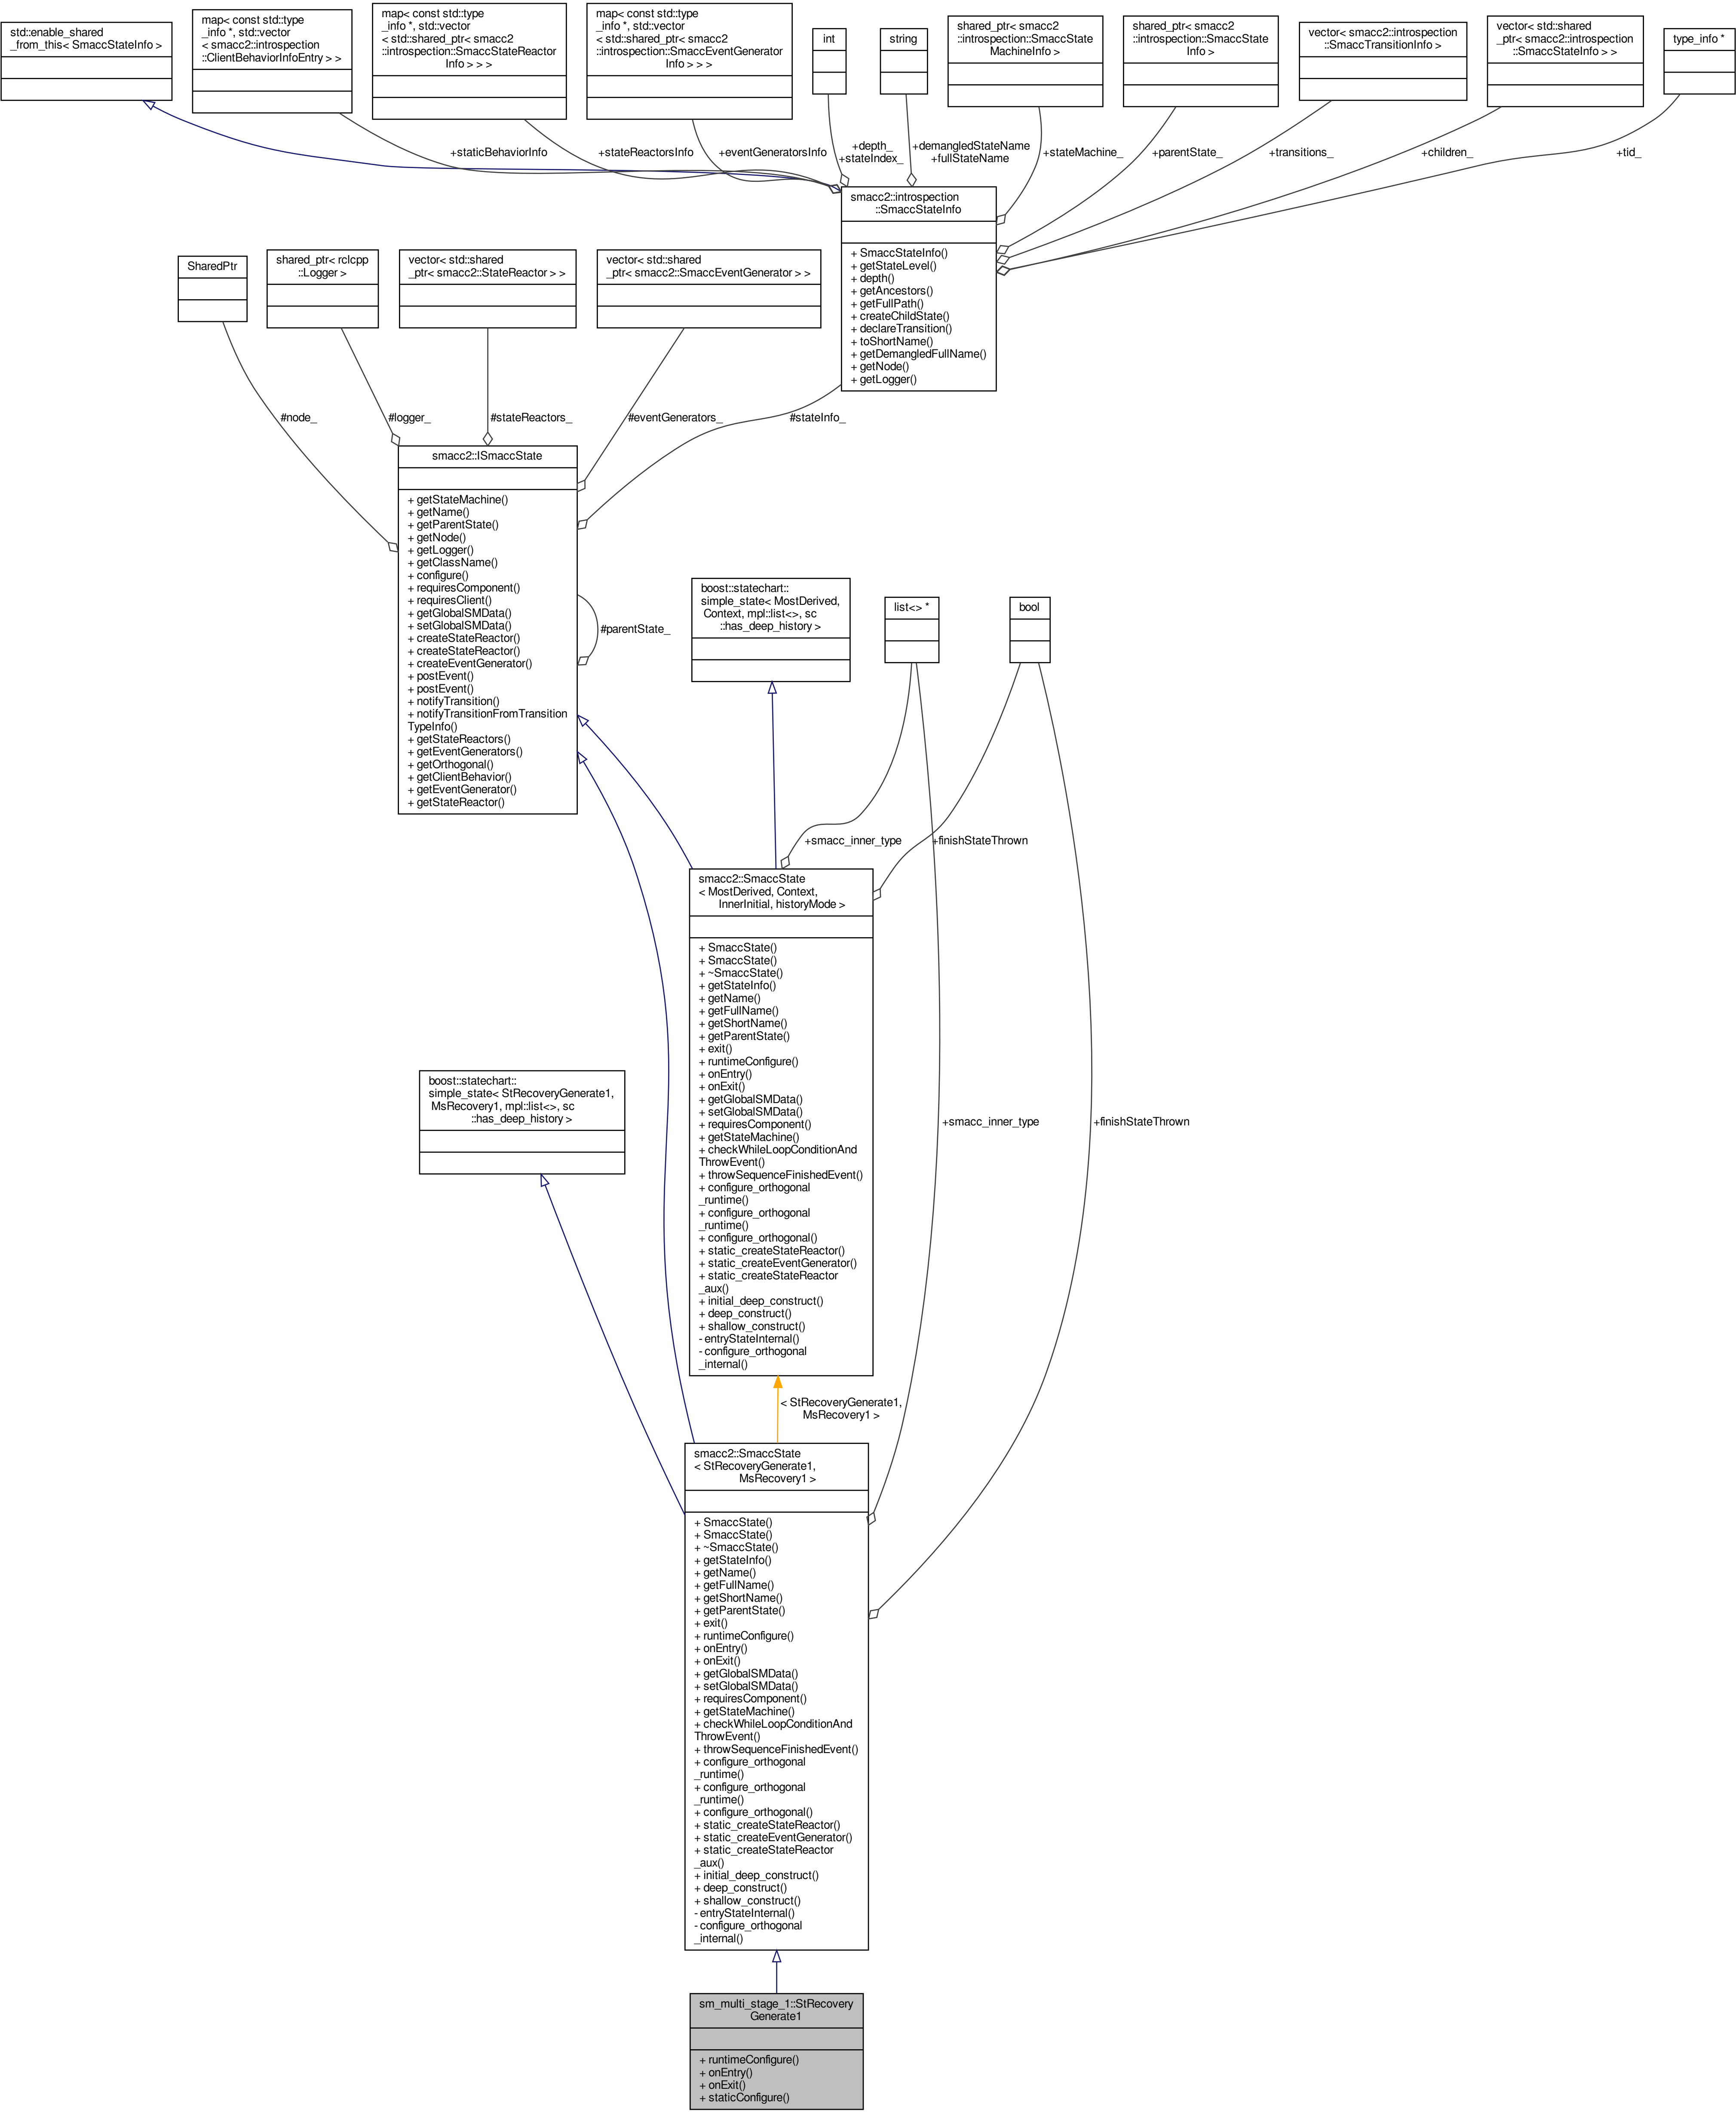 std::enable_shared
_from_this< SmaccStateInfo >
map< const std::type
_info *, std::vector
< smacc2::introspection
::ClientBehaviorInfoEntry > >
map< const std::type
_info *, std::vector
< std::shared_ptr< smacc2
::introspection::SmaccStateReactor
Info > > >
map< const std::type
_info *, std::vector
< std::shared_ptr< smacc2
::introspection::SmaccEventGenerator
Info > > >
int
string
shared_ptr< smacc2
::introspection::SmaccState
MachineInfo >
shared_ptr< smacc2
::introspection::SmaccState
Info >
vector< smacc2::introspection
::SmaccTransitionInfo >
vector< std::shared
_ptr< smacc2::introspection
::SmaccStateInfo > >
type_info *
+staticBehaviorInfo
+stateReactorsInfo
+eventGeneratorsInfo
+depth_
+stateIndex_
+demangledStateName
+fullStateName
+stateMachine_
+parentState_
+transitions_
+children_
+tid_
smacc2::introspection
::SmaccStateInfo
+ SmaccStateInfo()
+ getStateLevel()
+ depth()
+ getAncestors()
+ getFullPath()
+ createChildState()
+ declareTransition()
+ toShortName()
+ getDemangledFullName()
+ getNode()
+ getLogger()
SharedPtr
shared_ptr< rclcpp
::Logger >
vector< std::shared
_ptr< smacc2::StateReactor > >
vector< std::shared
_ptr< smacc2::SmaccEventGenerator > >
#node_
#logger_
#stateReactors_
#eventGenerators_
#stateInfo_
smacc2::ISmaccState
+ getStateMachine()
+ getName()
+ getParentState()
+ getNode()
+ getLogger()
+ getClassName()
+ configure()
+ requiresComponent()
+ requiresClient()
+ getGlobalSMData()
+ setGlobalSMData()
+ createStateReactor()
+ createStateReactor()
+ createEventGenerator()
+ postEvent()
+ postEvent()
+ notifyTransition()
+ notifyTransitionFromTransition
TypeInfo()
+ getStateReactors()
+ getEventGenerators()
+ getOrthogonal()
+ getClientBehavior()
+ getEventGenerator()
+ getStateReactor()
#parentState_
boost::statechart::
simple_state< MostDerived,
Context, mpl::list<>, sc
::has_deep_history >
list<> *
bool
+smacc_inner_type
+finishStateThrown
smacc2::SmaccState
< MostDerived, Context,
InnerInitial, historyMode >
+ SmaccState()
+ SmaccState()
+ ~SmaccState()
+ getStateInfo()
+ getName()
+ getFullName()
+ getShortName()
+ getParentState()
+ exit()
+ runtimeConfigure()
+ onEntry()
+ onExit()
+ getGlobalSMData()
+ setGlobalSMData()
+ requiresComponent()
+ getStateMachine()
+ checkWhileLoopConditionAnd
ThrowEvent()
+ throwSequenceFinishedEvent()
+ configure_orthogonal
_runtime()
+ configure_orthogonal
_runtime()
+ configure_orthogonal()
+ static_createStateReactor()
+ static_createEventGenerator()
+ static_createStateReactor
_aux()
+ initial_deep_construct()
+ deep_construct()
+ shallow_construct()
- entryStateInternal()
- configure_orthogonal
_internal()
boost::statechart::
simple_state< StRecoveryGenerate1,
MsRecovery1, mpl::list<>, sc
::has_deep_history >
+smacc_inner_type
+finishStateThrown
< StRecoveryGenerate1,
MsRecovery1 >
smacc2::SmaccState
< StRecoveryGenerate1,
MsRecovery1 >
+ SmaccState()
+ SmaccState()
+ ~SmaccState()
+ getStateInfo()
+ getName()
+ getFullName()
+ getShortName()
+ getParentState()
+ exit()
+ runtimeConfigure()
+ onEntry()
+ onExit()
+ getGlobalSMData()
+ setGlobalSMData()
+ requiresComponent()
+ getStateMachine()
+ checkWhileLoopConditionAnd
ThrowEvent()
+ throwSequenceFinishedEvent()
+ configure_orthogonal
_runtime()
+ configure_orthogonal
_runtime()
+ configure_orthogonal()
+ static_createStateReactor()
+ static_createEventGenerator()
+ static_createStateReactor
_aux()
+ initial_deep_construct()
+ deep_construct()
+ shallow_construct()
- entryStateInternal()
- configure_orthogonal
_internal()
sm_multi_stage_1::StRecovery
Generate1
+ runtimeConfigure()
+ onEntry()
+ onExit()
+ staticConfigure()